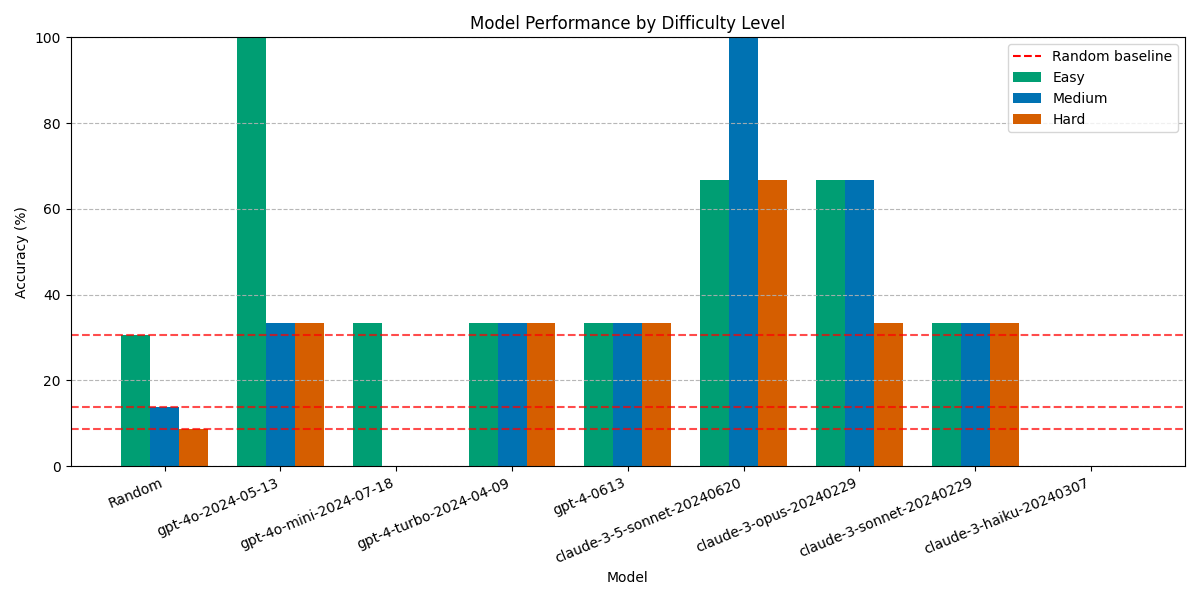 Model Performance by Difficulty Level
Accuracy (%)
100
80
60
40
20
0
Random baseline
Easy
Medium
Hard
Random
gpt-4o-2024-05-13
gpt-4o-mini-2024-07-18
gpt-4-turbo-2024-04-09
gpt-4-0613
claude-3-5-sonnet-20240620
claude-3-opus-20240229
claude-3-sonnet-20240229
claude-3-haiku-20240307
Model